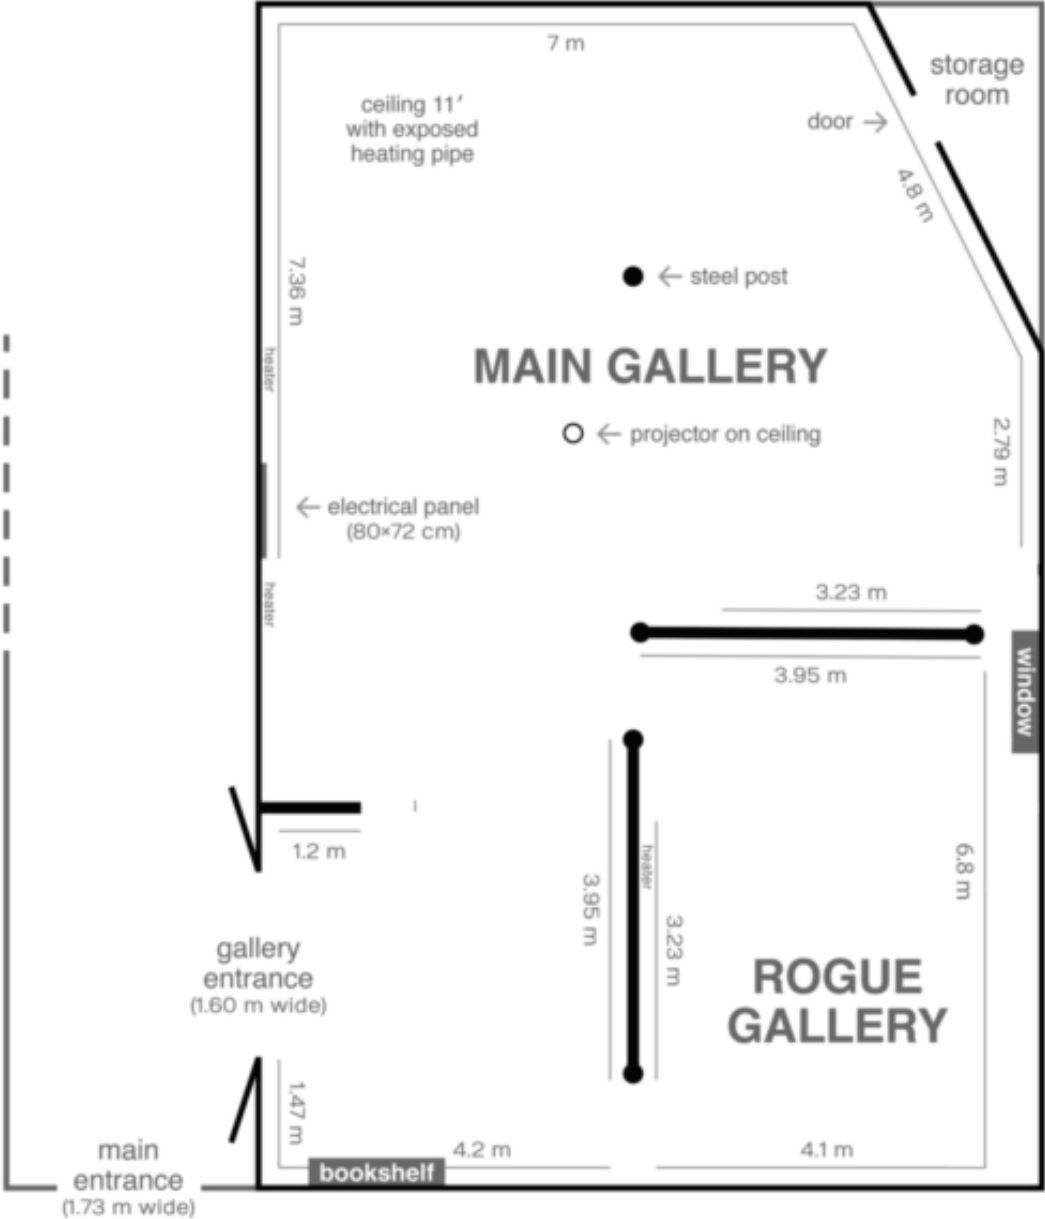 7 m
storage
room
ceiling 11′
with exposed
heating pipe
door →
4.8 m
7.36 m
← steel post
heater
MAIN GALLERY
2.79 m
← projector on ceiling
← electrical panel
(80×72 cm)
heater
3.23 m
3.95 m
window
1.2 m
heater
6.8 m
3.95 m
3.23 m
gallery
entrance
(1.60 m wide)
ROGUE
GALLERY
1.47 m
main
entrance
(1.73 m wide)
4.2 m
4.1 m
bookshelf